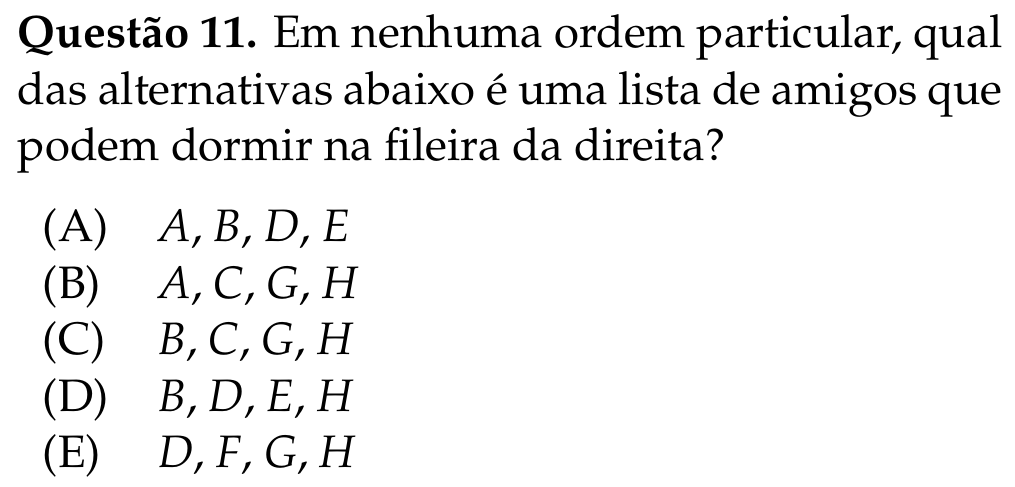 Questão 11. Em nenhuma ordem particular, qual
das alternativas abaixo é uma lista de amigos que
podem dormir na fileira da direita?
(A) A, B, D, E
(B) A, C, G, H
(C) B, C, G, H
(D) B, D, E, H
(E) D, F, G, H